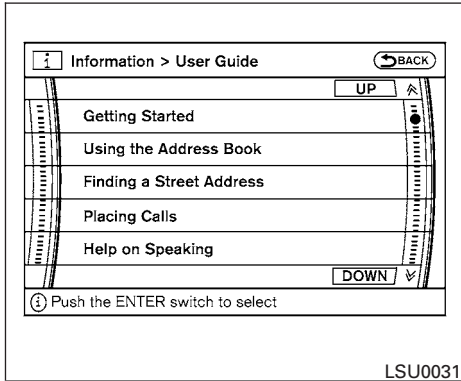 i Information > User Guide BACK
UP
Getting Started
Using the Address Book
Finding a Street Address
Placing Calls
Help on Speaking
DOWN
i Push the ENTER switch to select
LSU0031